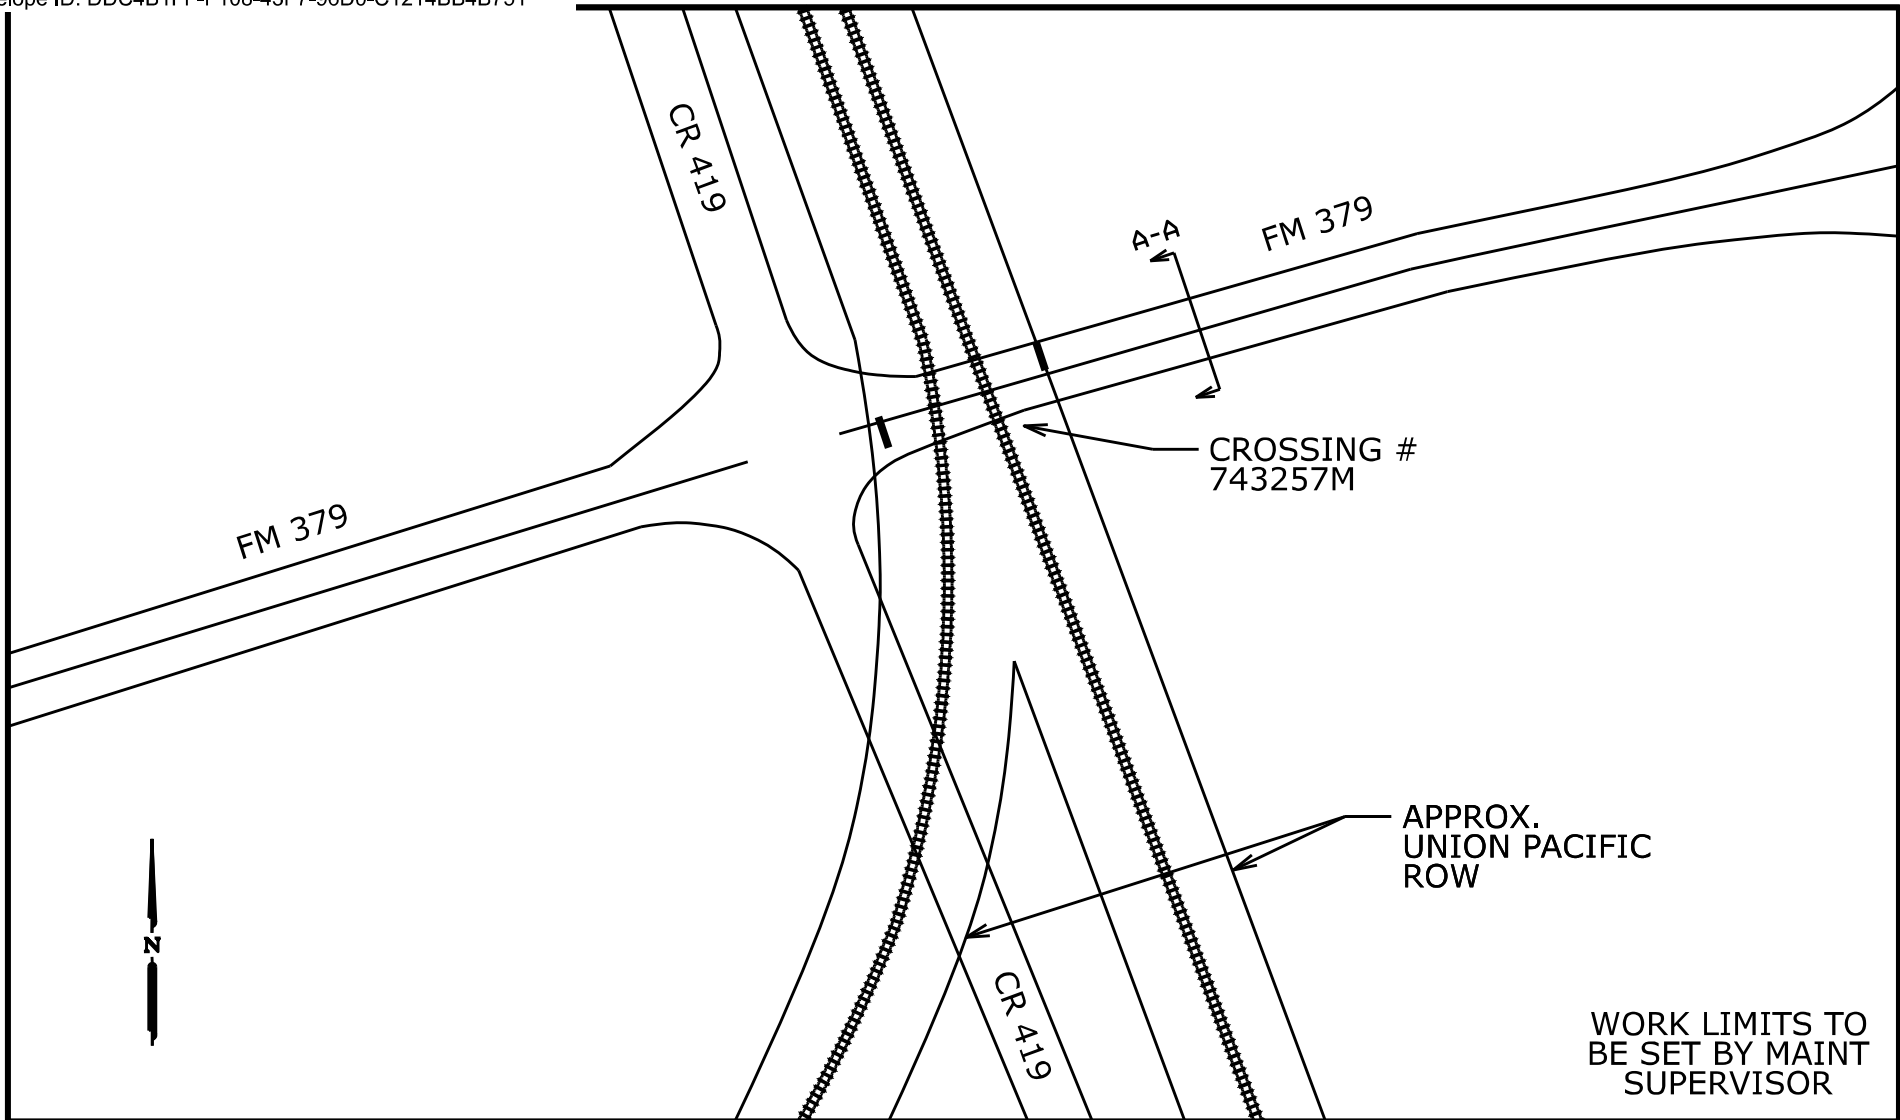 CR 419
FM 379
A-A
CROSSING #
743257M
FM 379
APPROX.
UNION PACIFIC
ROW
N
CR 419
WORK LIMITS TO
BE SET BY MAINT
SUPERVISOR